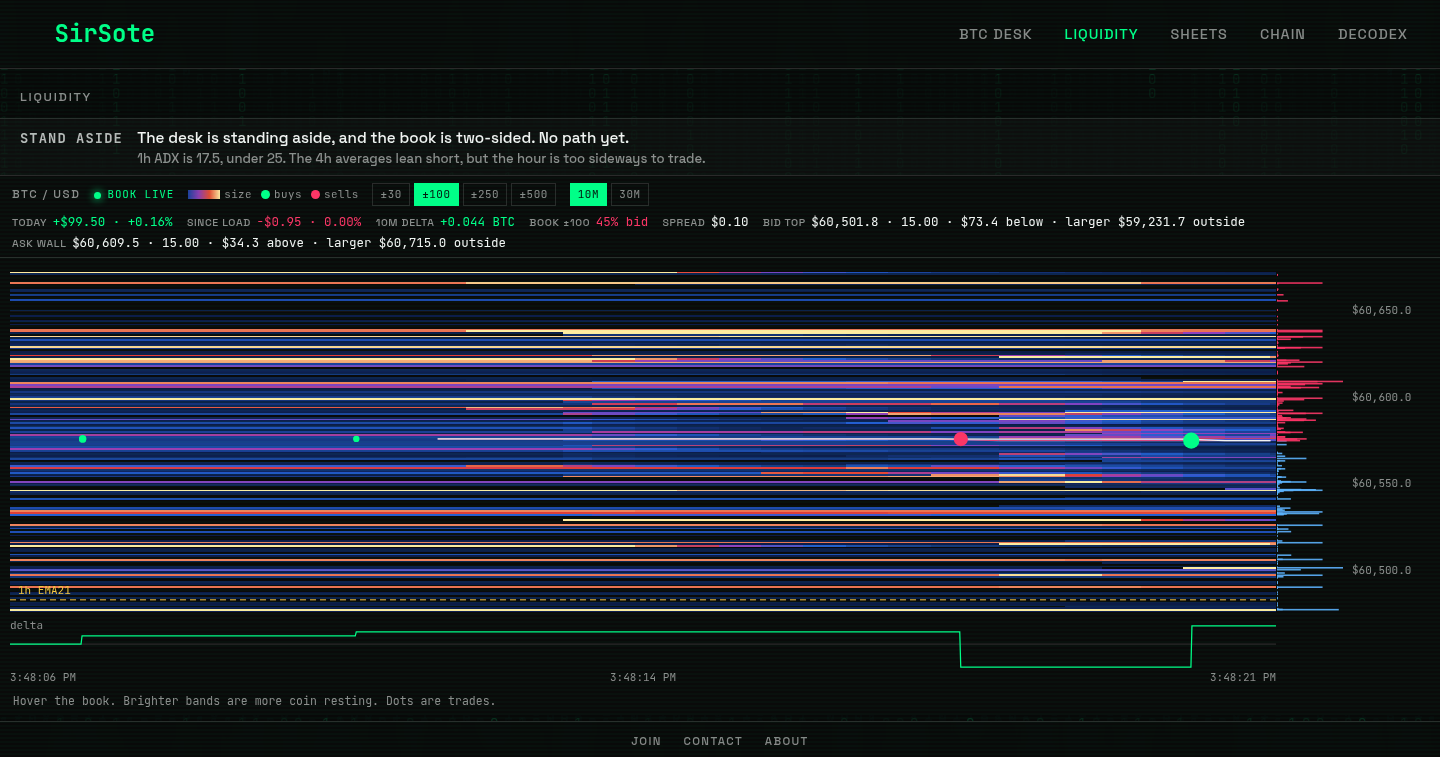 SirSote
BTC DESK LIQUIDITY SHEETS CHAIN DECODEX
LIQUIDITY
STAND ASIDE The desk is standing aside, and the book is two-sided. No path yet.
1h ADX is 17.5, under 25. The 4h averages lean short, but the hour is too sideways to trade.
BTC / USD BOOK LIVE size buys sells ±30 ±100 ±250 ±500 10M 30M
TODAY +$99.50 · +0.16% SINCE LOAD -$0.95 · 0.00% 10M DELTA +0.044 BTC BOOK ±100 45% bid SPREAD $0.10 BID TOP $60,501.8 · 15.00 · $73.4 below · larger $59,231.7 outside
ASK WALL $60,609.5 · 15.00 · $34.3 above · larger $60,715.0 outside
$60,650.0
$60,600.0
$60,550.0
$60,500.0
1h EMA21
delta
3:48:06 PM 3:48:14 PM 3:48:21 PM
Hover the book. Brighter bands are more coin resting. Dots are trades.
JOIN CONTACT ABOUT